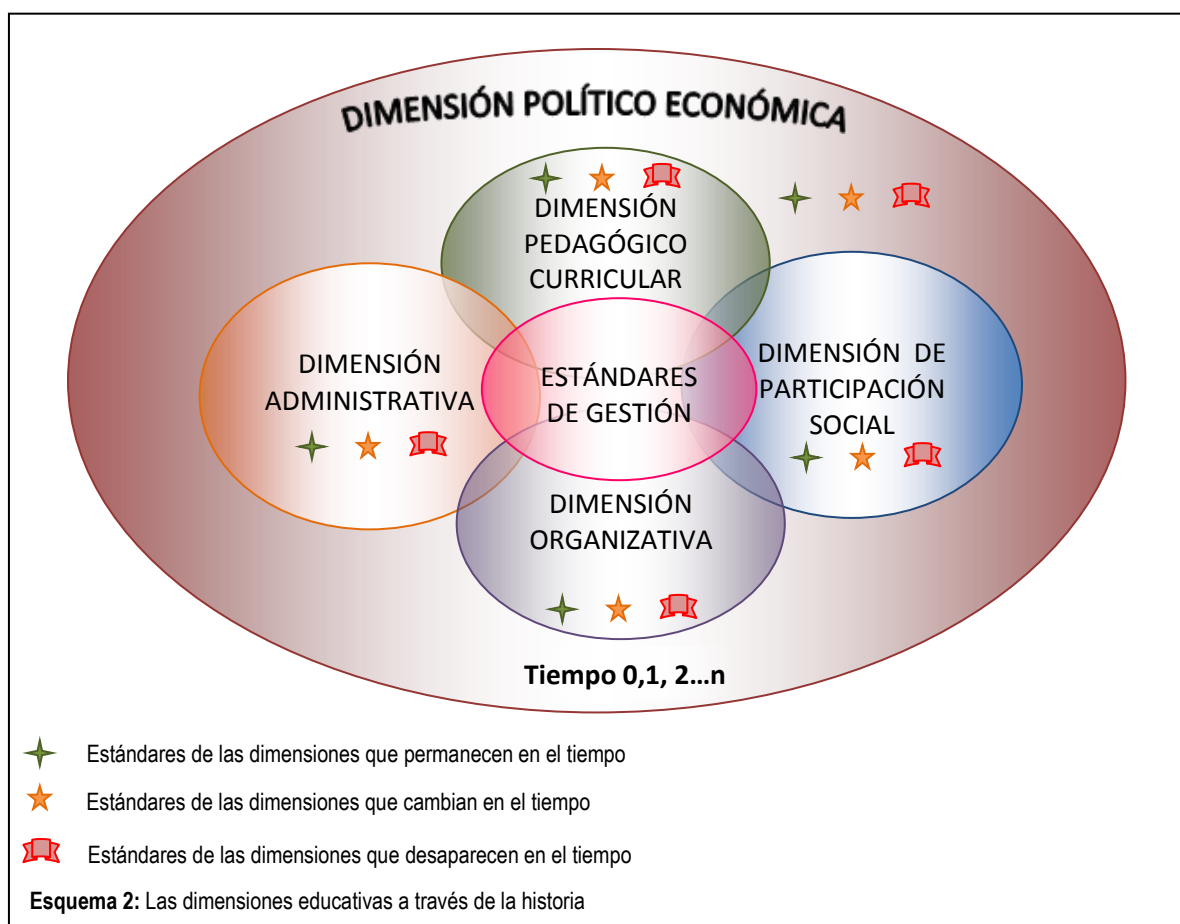 DIMENSIÓN POLÍTICO ECONÓMICA
DIMENSIÓN
PEDAGÓGICO
CURRICULAR
DIMENSIÓN
ADMINISTRATIVA
ESTÁNDARES
DE GESTIÓN
DIMENSIÓN DE
PARTICIPACIÓN
SOCIAL
DIMENSIÓN
ORGANIZATIVA
Tiempo 0,1, 2...n
Estándares de las dimensiones que permanecen en el tiempo
Estándares de las dimensiones que cambian en el tiempo
Estándares de las dimensiones que desaparecen en el tiempo
Esquema 2: Las dimensiones educativas a través de la historia